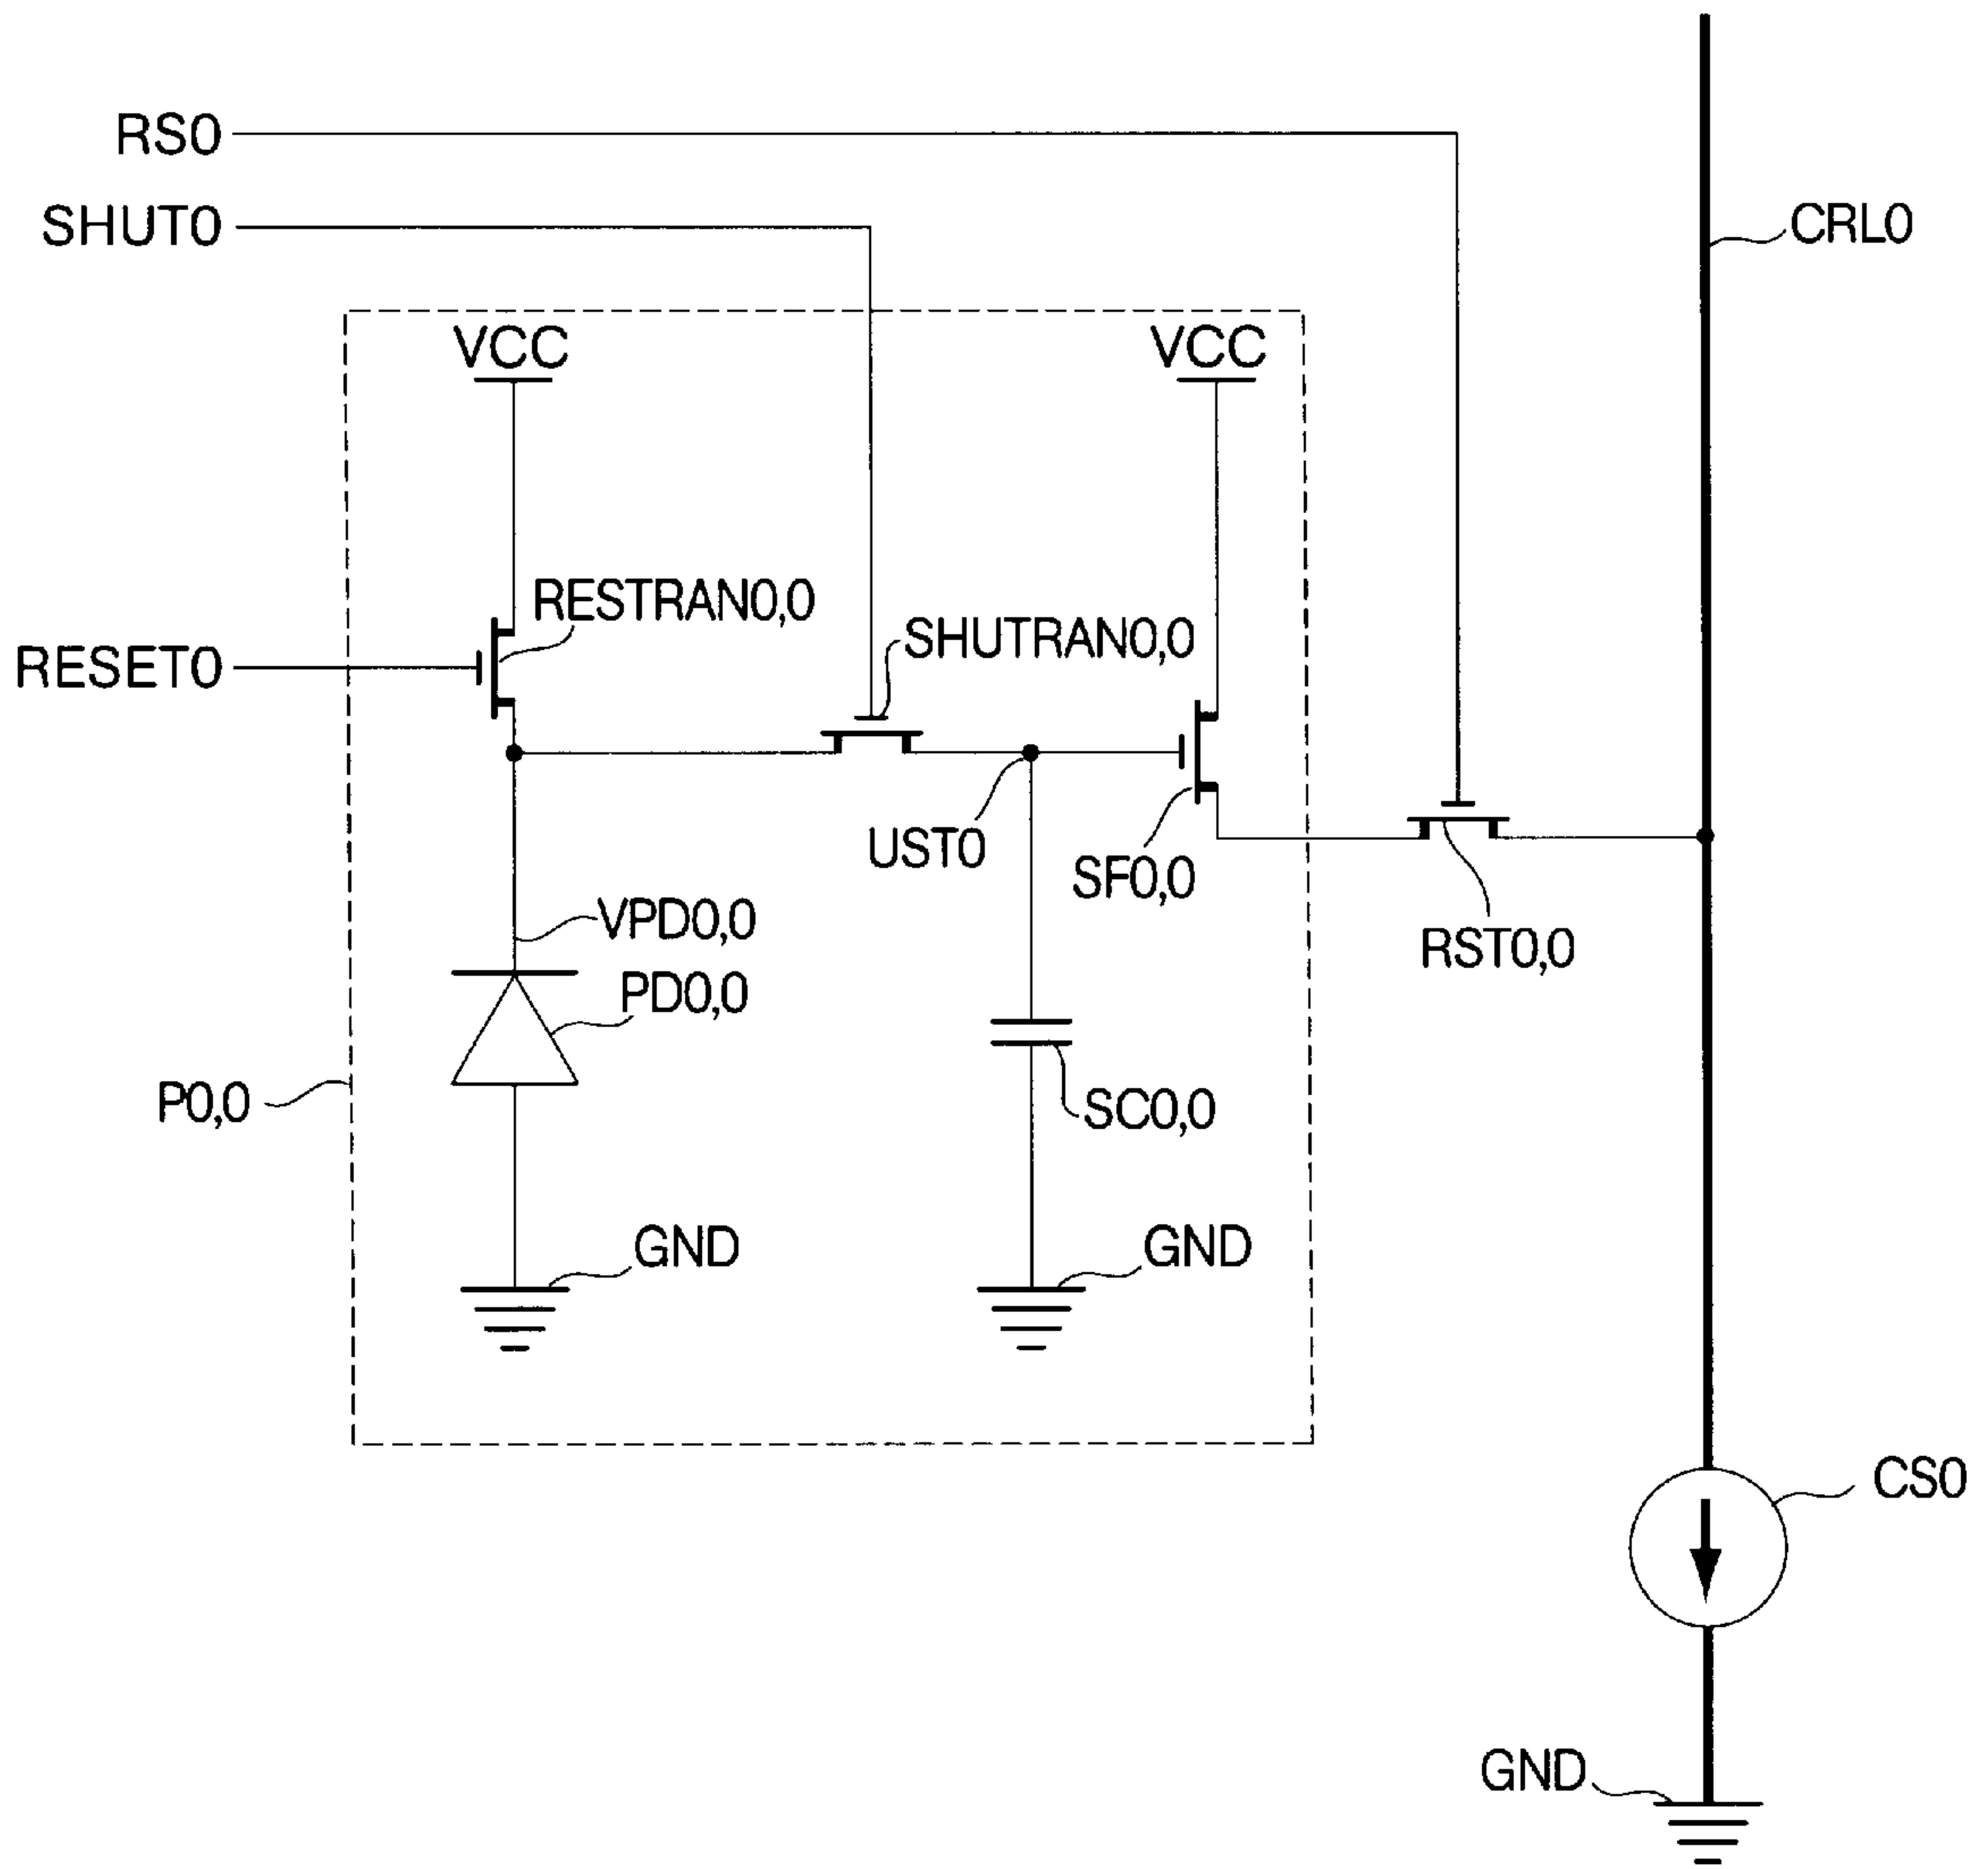 RS0
SHUT0
CRL0
VCC
VCC
RESTRAN0,0
SHUTRAN0,0
RESET0
UST0
SF0,0
VPD0,0
RST0,0
PD0,0
P0,0
SC0,0
GND
GND
CS0
GND